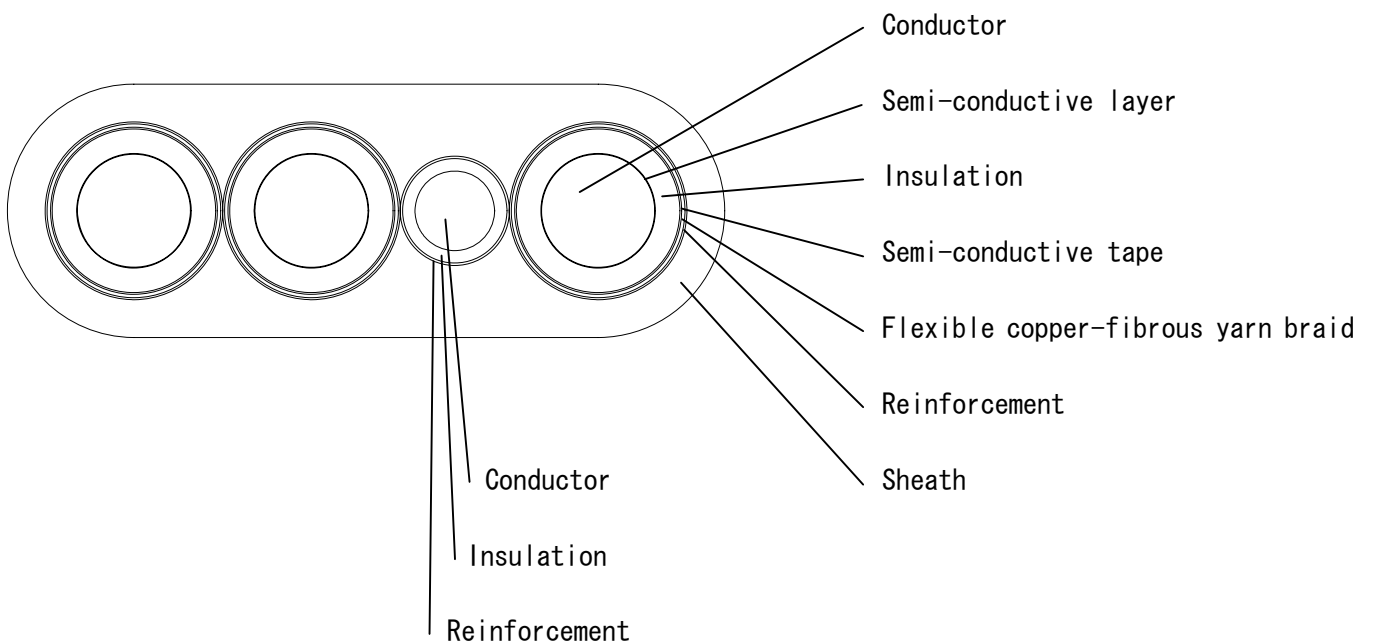 Conductor
Semi-conductive layer
Insulation
Semi-conductive tape
Flexible copper-fibrous yarn braid
Reinforcement
Sheath
Conductor
Insulation
Reinforcement